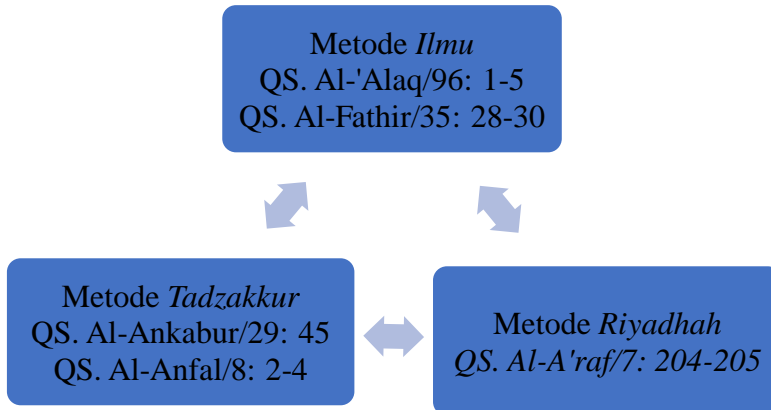 Metode Ilmu
QS. Al-'Alaq/96: 1-5
QS. Al-Fathir/35: 28-30
Metode Tadzakkur
QS. Al-Ankabur/29: 45
QS. Al-Anfal/8: 2-4
Metode Riyadhah
QS. Al-A'raf/7: 204-205